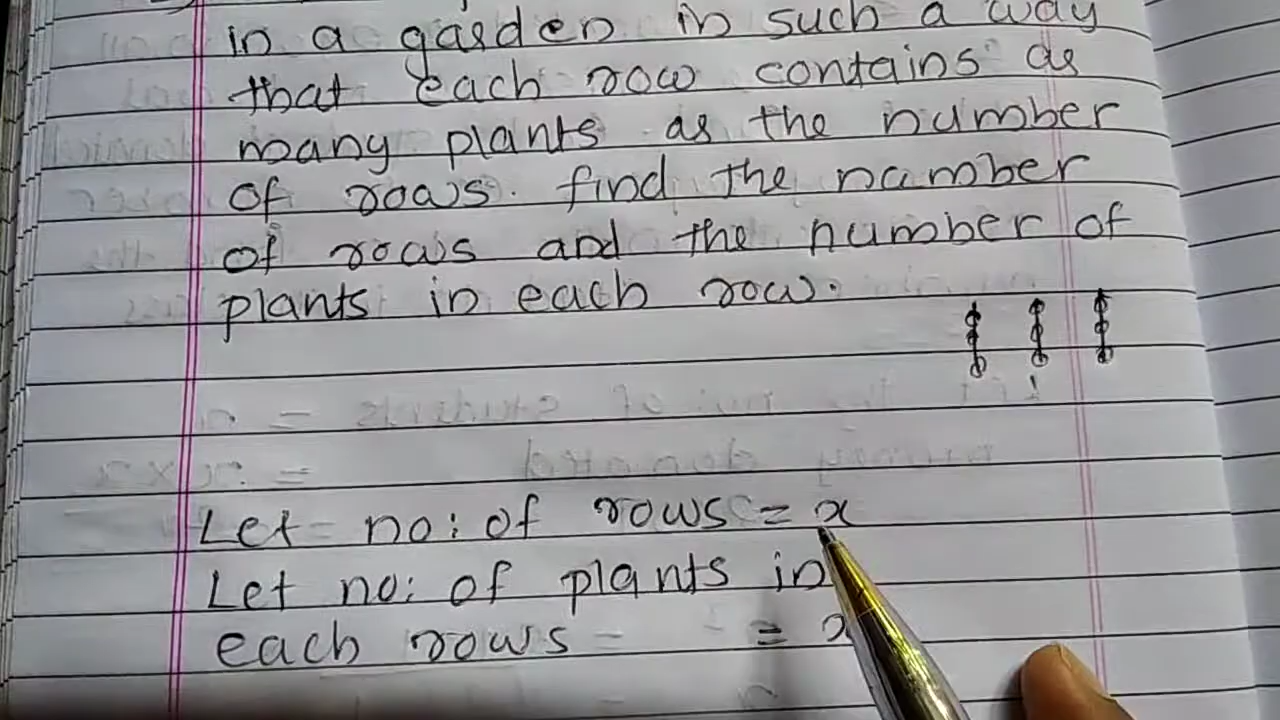 in a garden in such a way
that each row contains as
many plants as the number
of rows. find the number
of rows and the number of
plants in each row.
Let no: of rows = x
Let no: of plants in
each rows = x